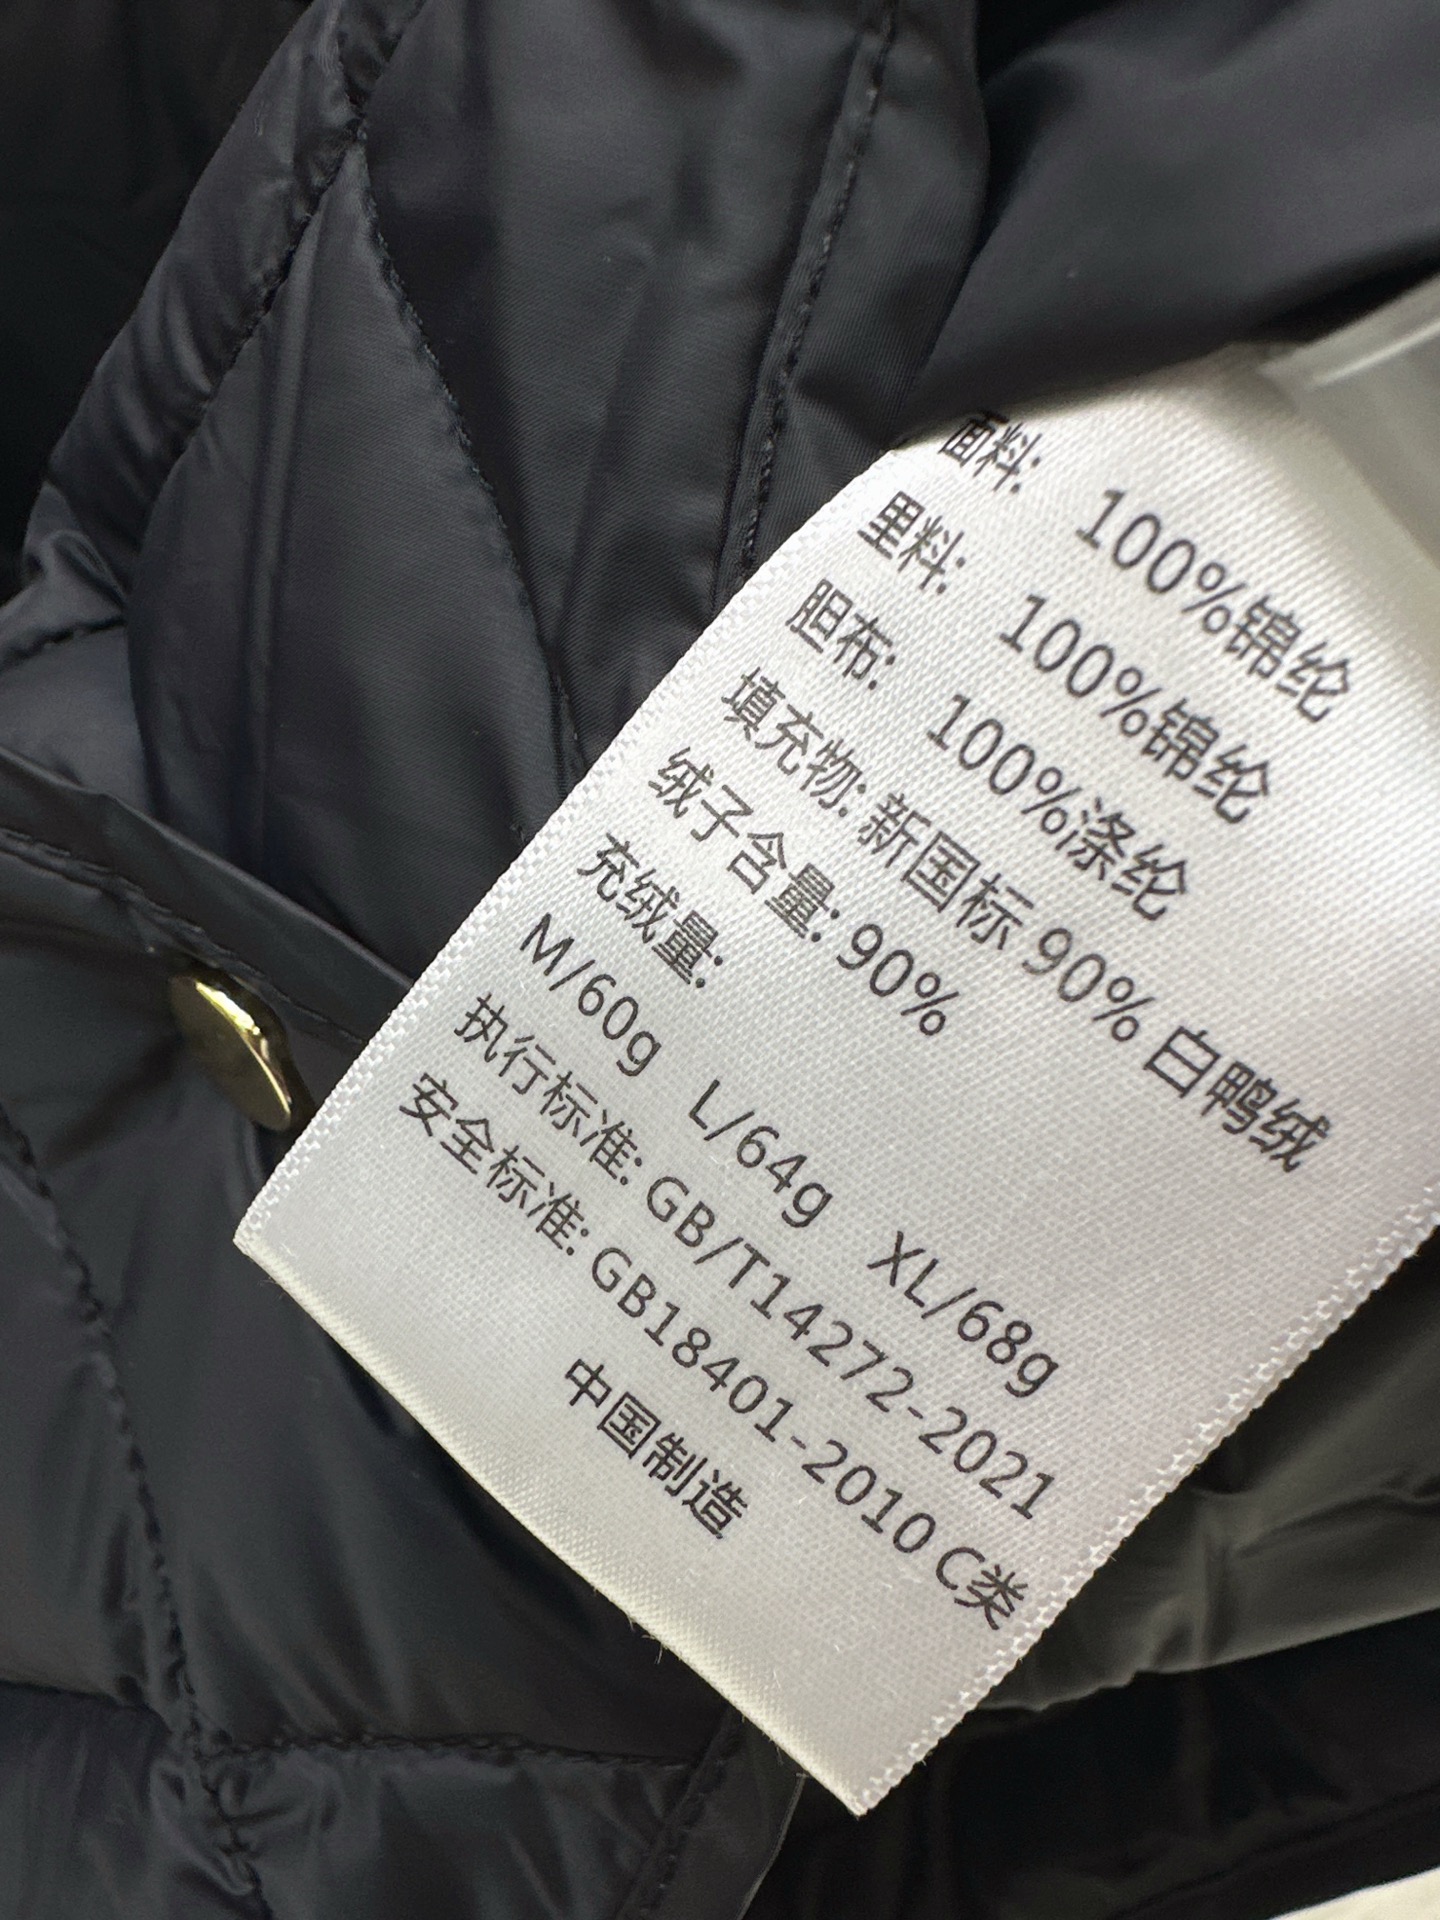 面料: 100%锦纶
里料: 100%锦纶
胆布: 100%涤纶
填充物: 新国标 90% 白鸭绒
绒子含量: 90%
充绒量:
M/60g L/64g XL/68g
执行标准: GB/T14272-2021
安全标准: GB18401-2010 C类
中国制造